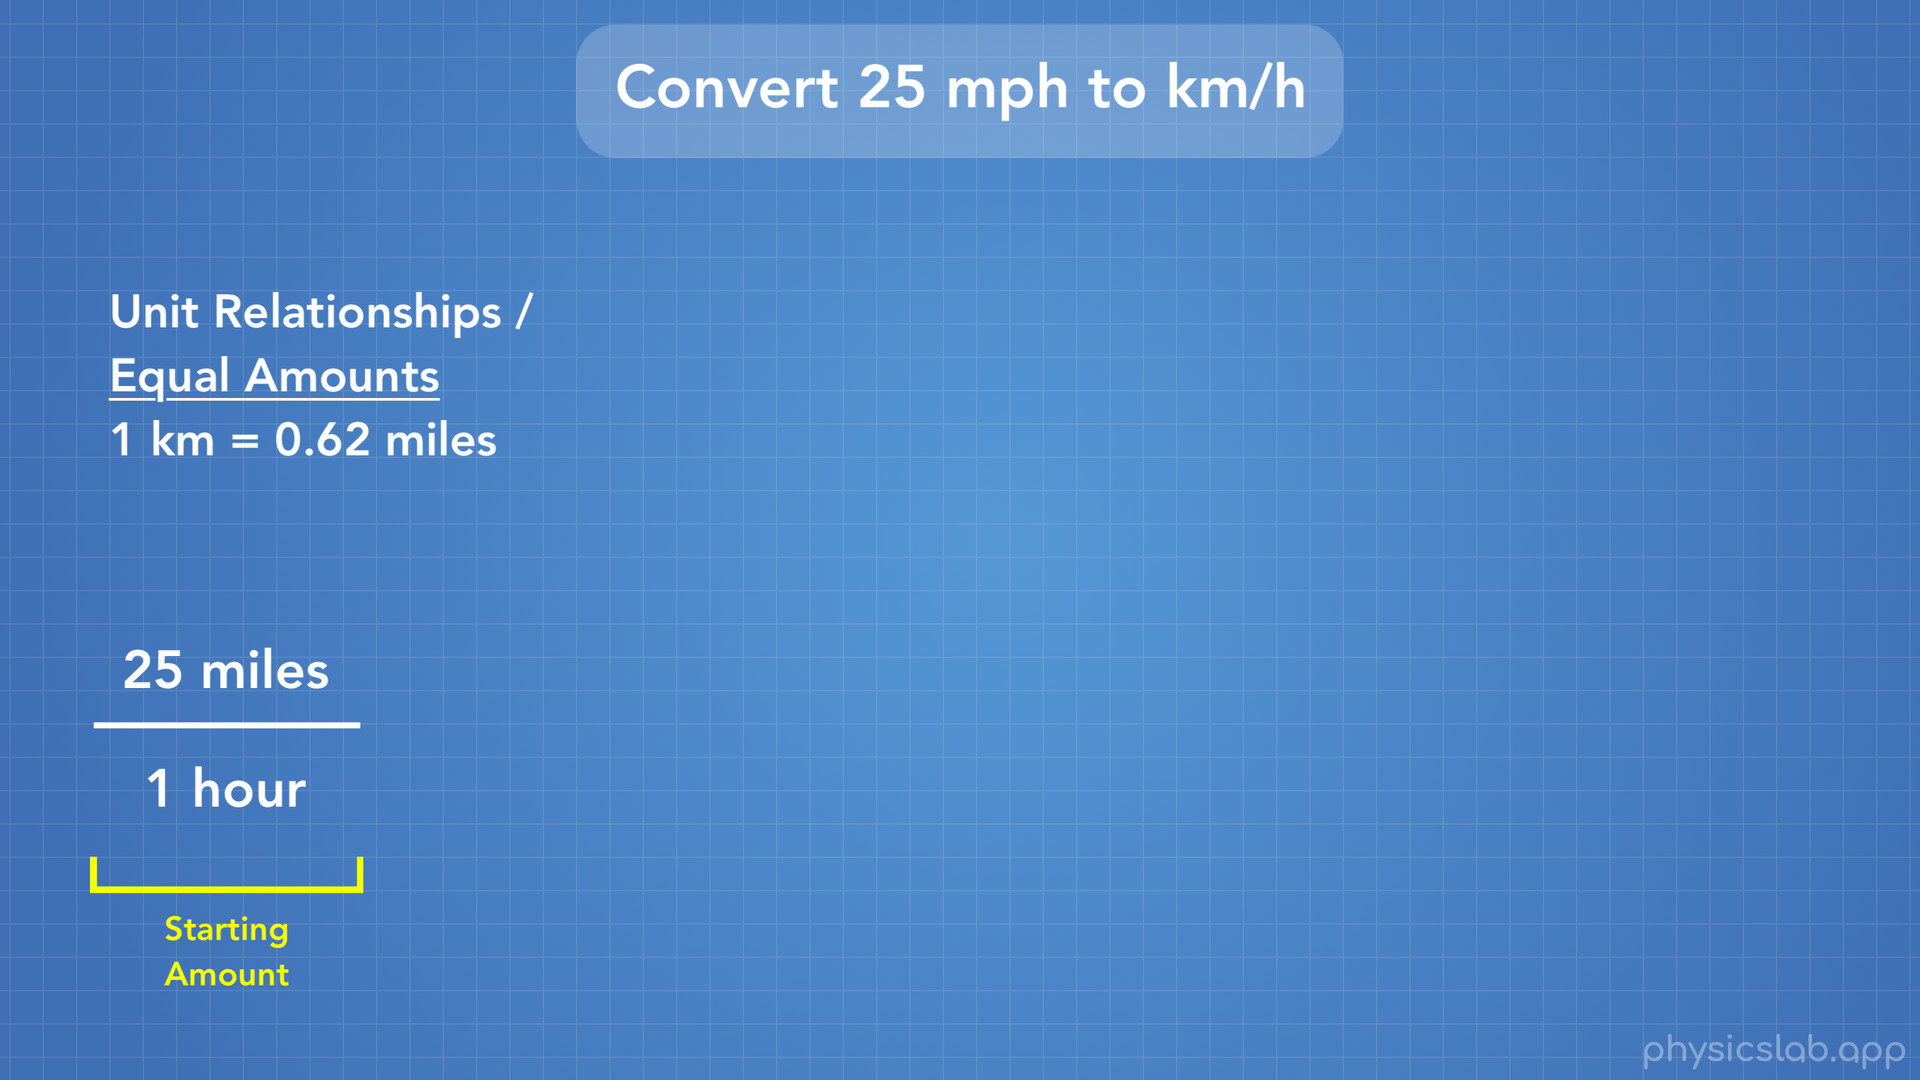 Convert 25 mph to km/h
Unit Relationships /
Equal Amounts
1 km = 0.62 miles
25 miles
1 hour
Starting
Amount
physicslab.app